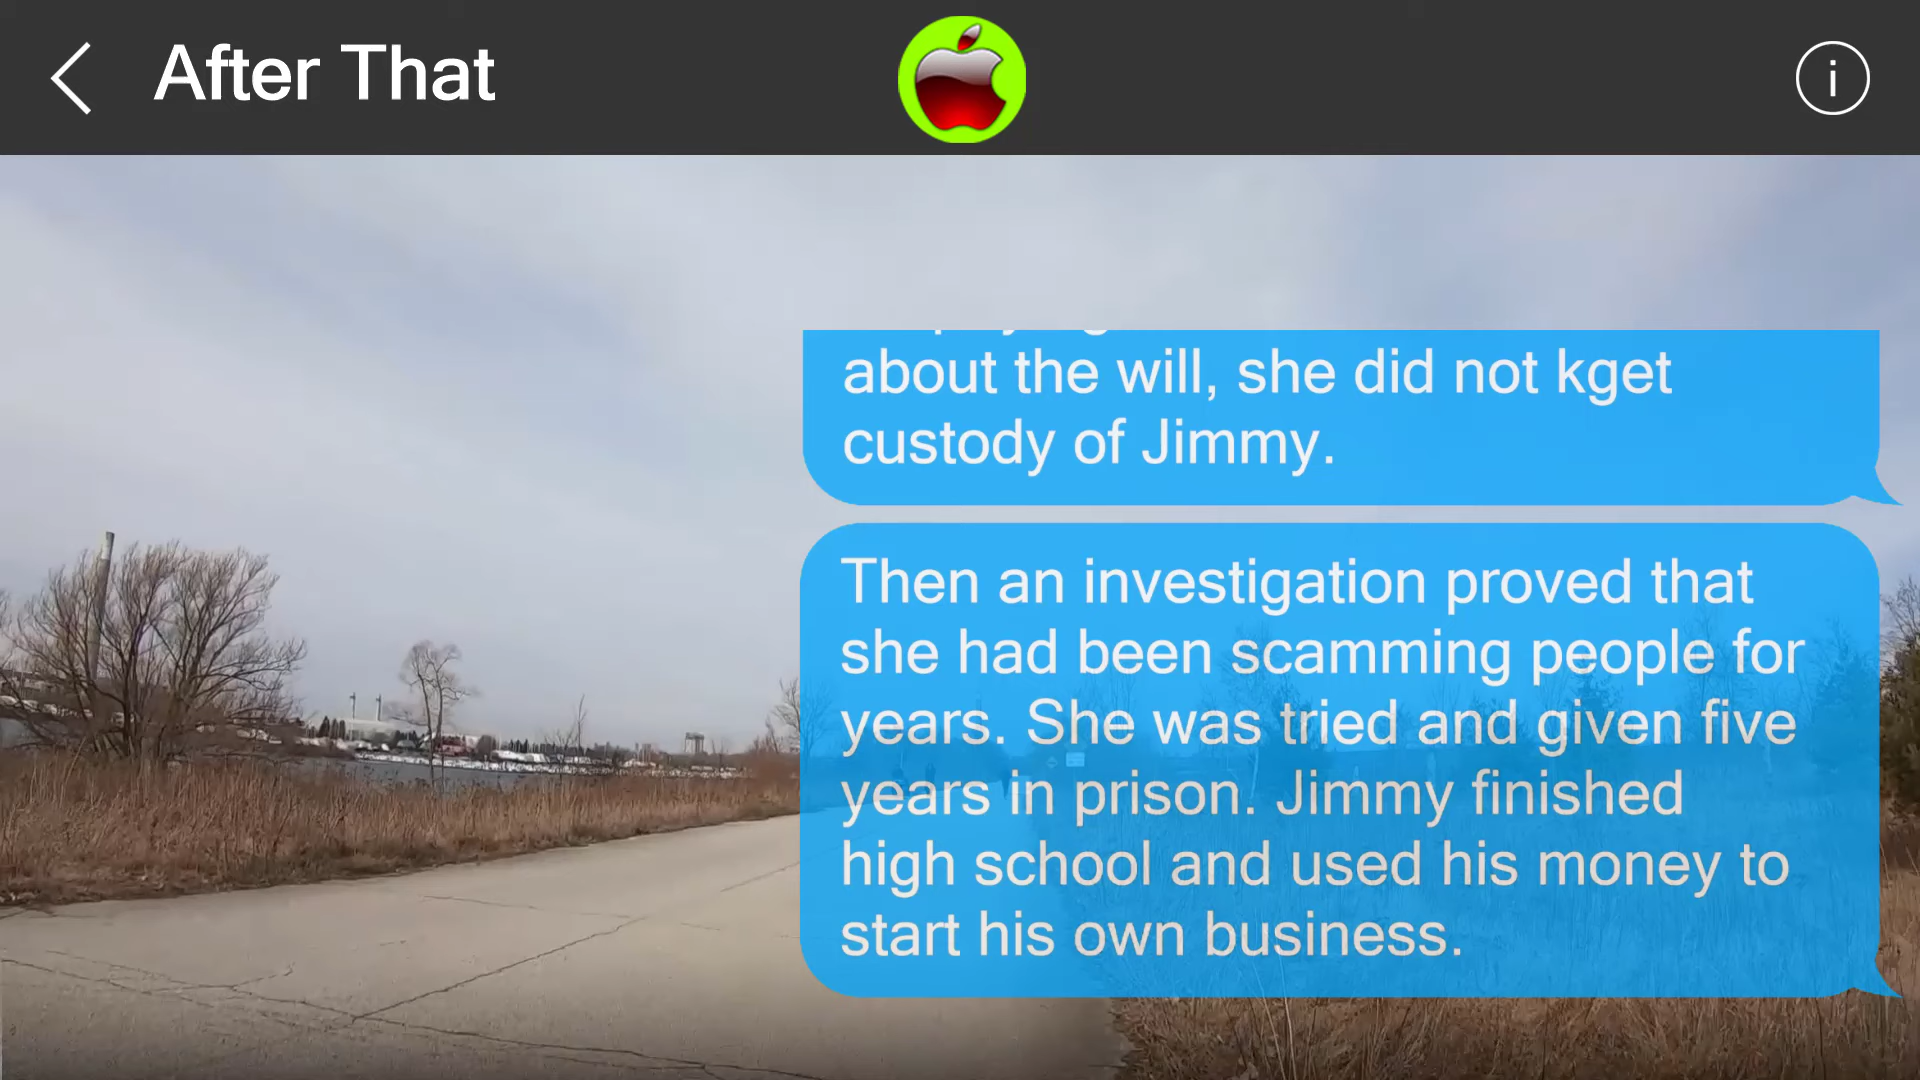 After That
about the will, she did not kget
custody of Jimmy.
Then an investigation proved that
she had been scamming people for
years. She was tried and given five
years in prison. Jimmy finished
high school and used his money to
start his own business.